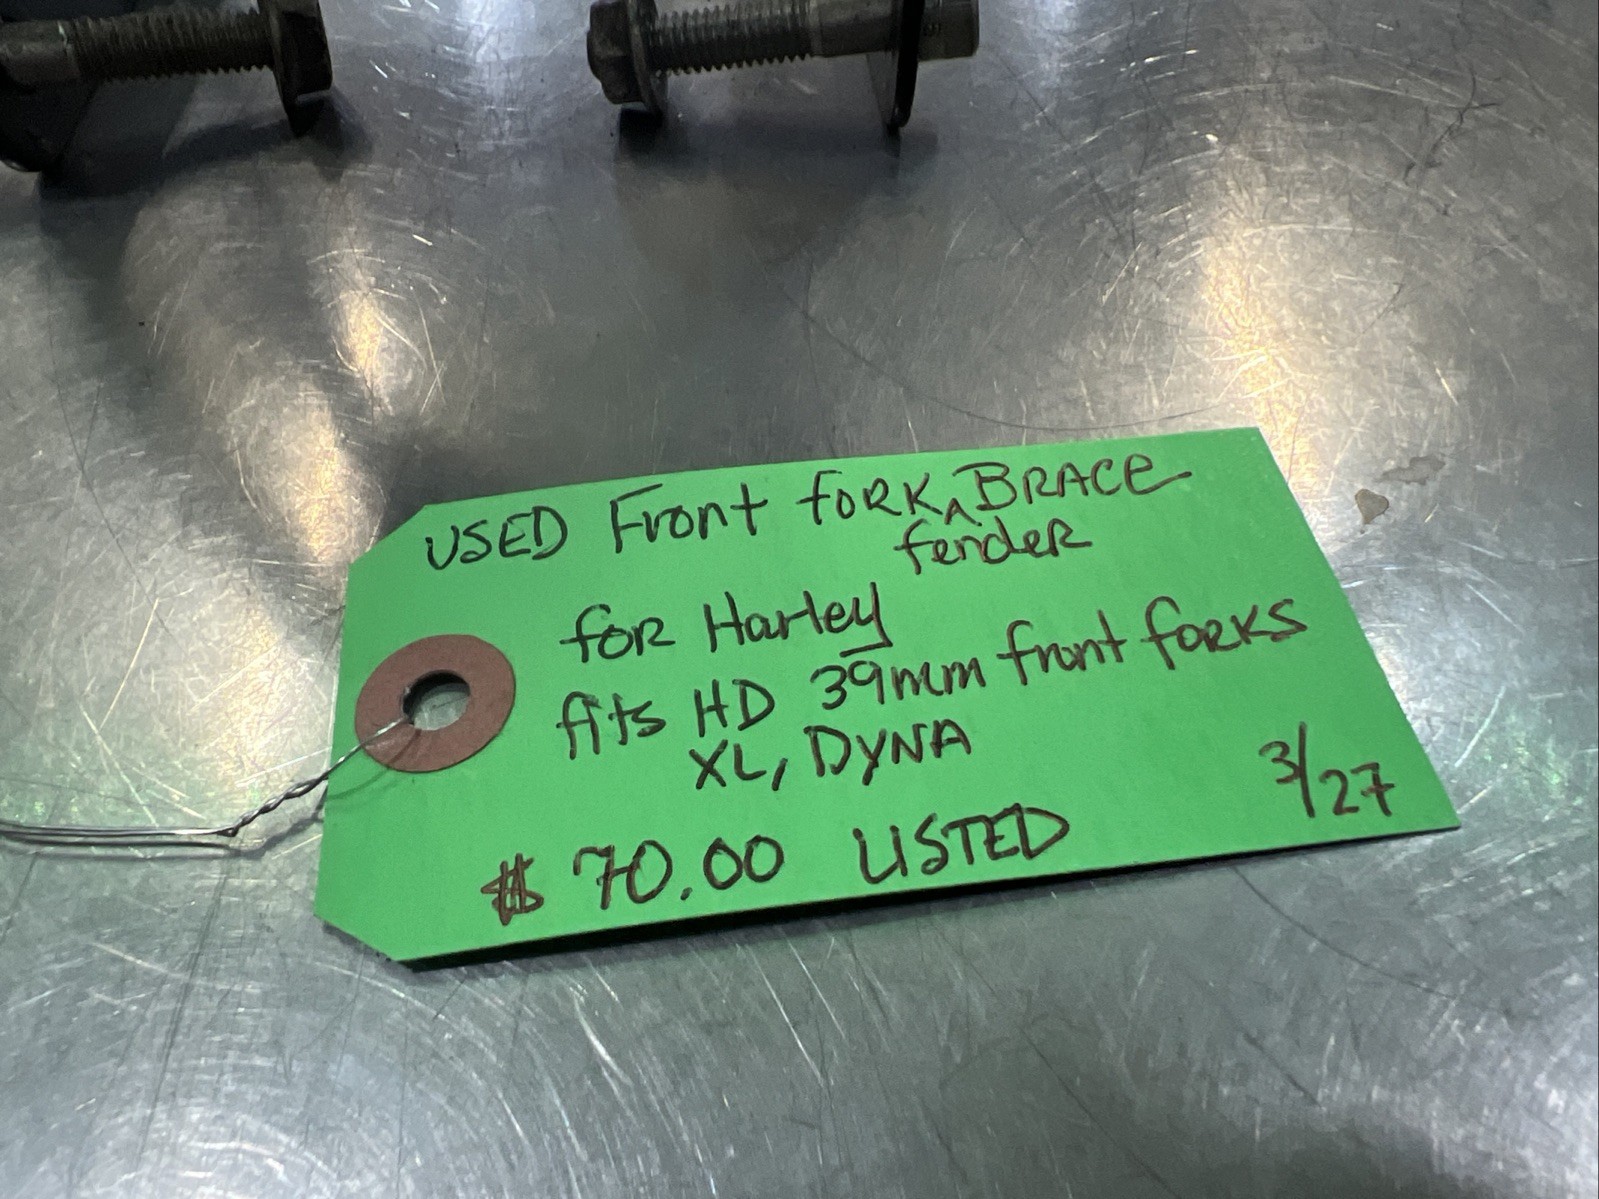 USED Front fORK ^ BRACE
fender
foR Harley
fits HD 39mm front foRKS
XL, DYNA
3/27
$ 70.00 LISTED